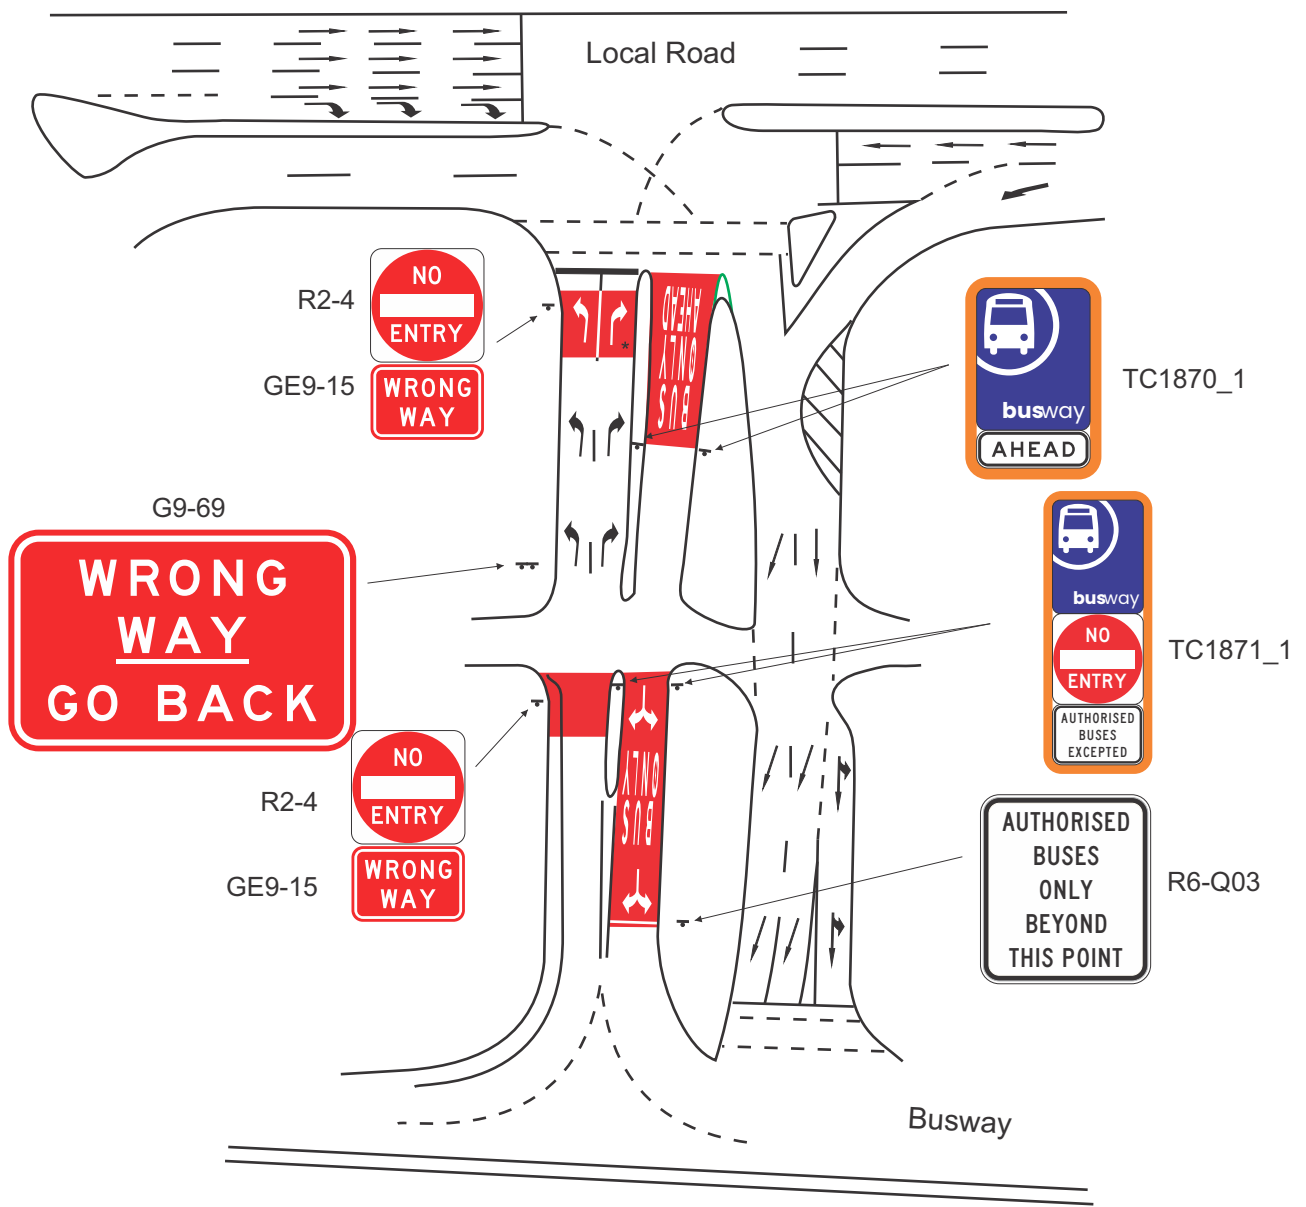 Local Road
R2-4
NO
ENTRY
GE9-15
WRONG
WAY
AHEAD
ONLY
BUS
*
busway
AHEAD
TC1870_1
G9-69
WRONG
WAY
GO BACK
busway
NO
ENTRY
AUTHORISED
BUSES
EXCEPTED
TC1871_1
R2-4
NO
ENTRY
GE9-15
WRONG
WAY
ONLY
BUS
AUTHORISED
BUSES
ONLY
BEYOND
THIS POINT
R6-Q03
Busway